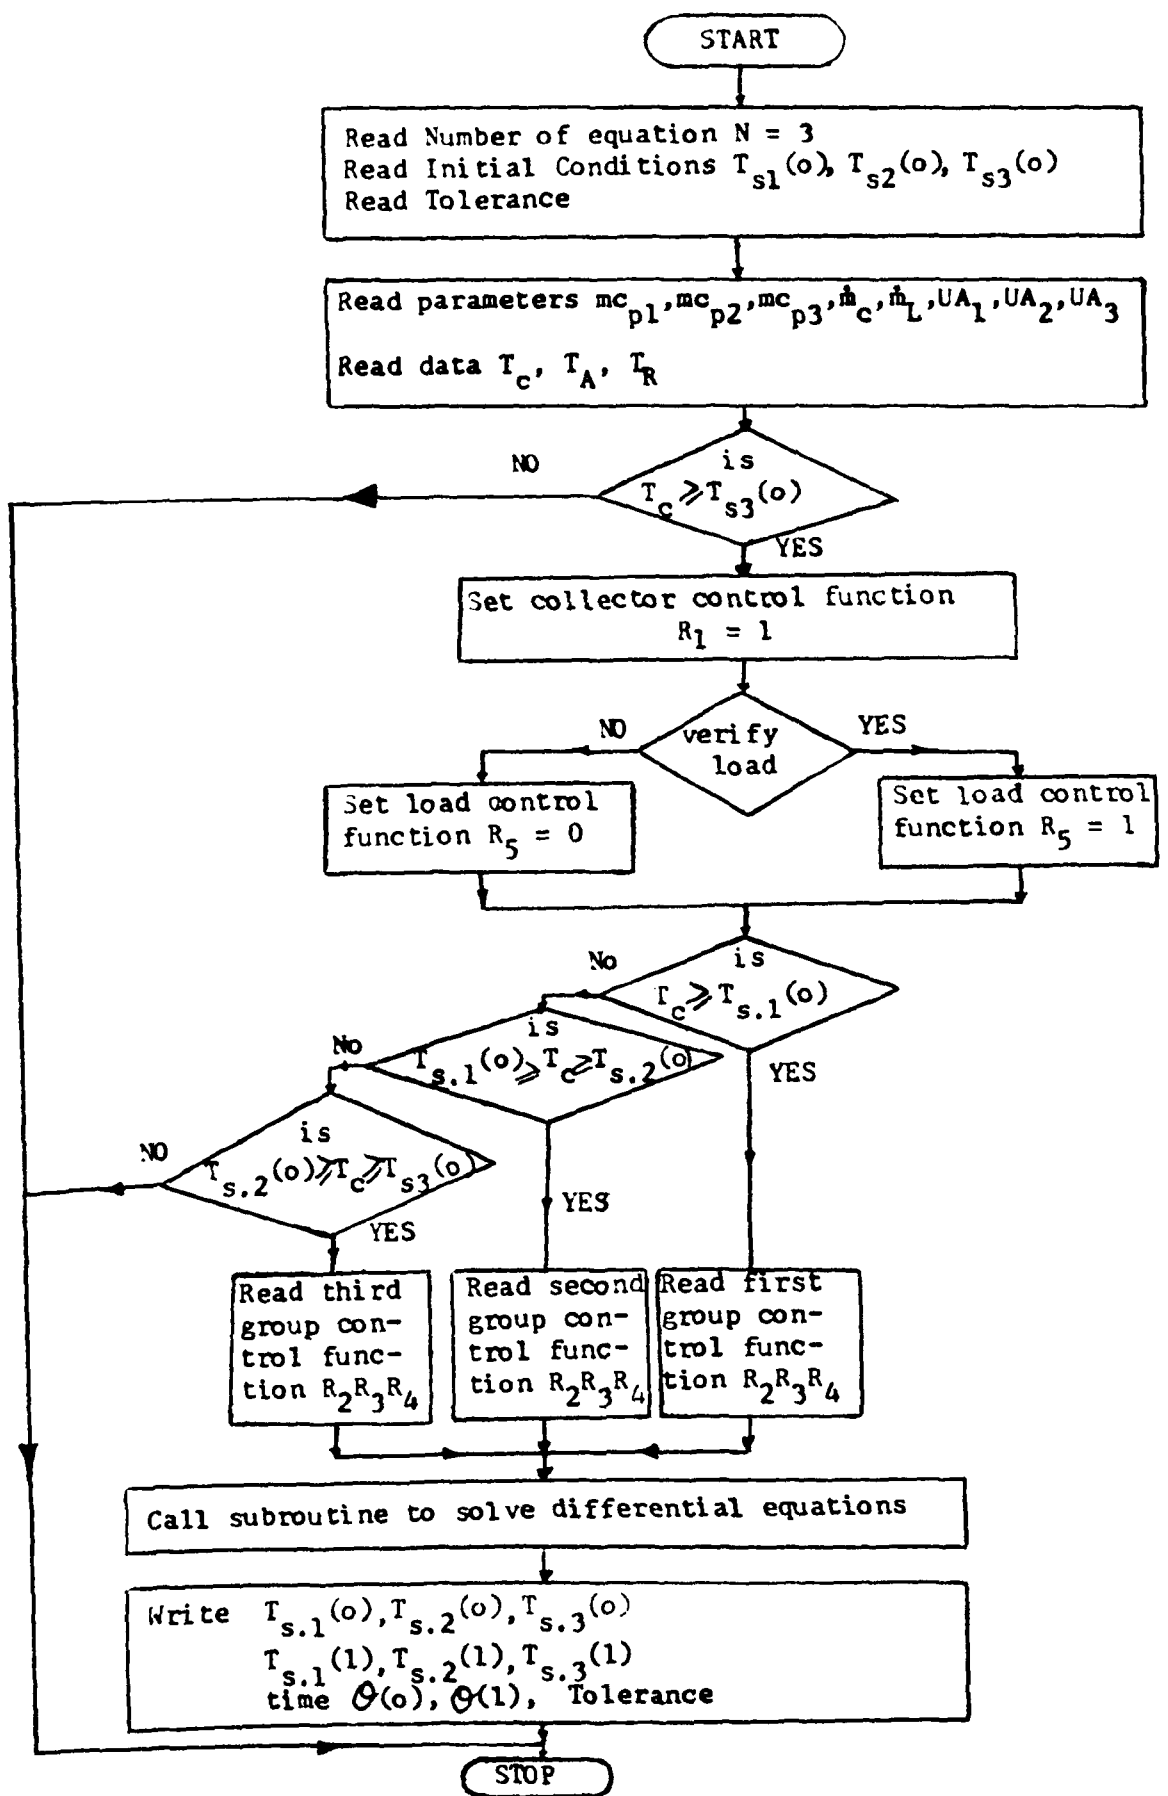 START
Read Number of equation N = 3
Read Initial Conditions T_s1(o), T_s2(o), T_s3(o)
Read Tolerance
Read parameters mc_p1, mc_p2, mc_p3, ṁ_c, ṁ_L, UA_1, UA_2, UA_3
Read data T_c, T_A, T_R
NO
is
T_c ⩾ T_s3(o)
YES
Set collector control function
R_1 = 1
NO
verify
load
YES
Set load control
function R_5 = 0
Set load control
function R_5 = 1
No
is
T_c ⩾ T_s.1(o)
YES
No
is
T_s.1(o) ⩾ T_c ≥ T_s.2(o)
YES
NO
is
T_s.2(o) ⩾ T_c ⩾ T_s3(o)
YES
Read third
group con-
trol func-
tion R_2R_3R_4
Read second
group con-
trol func-
tion R_2R_3R_4
Read first
group con-
trol func-
tion R_2R_3R_4
Call subroutine to solve differential equations
Write T_s.1(o), T_s.2(o), T_s.3(o)
T_s.1(1), T_s.2(1), T_s.3(1)
time θ(o), θ(1), Tolerance
STOP